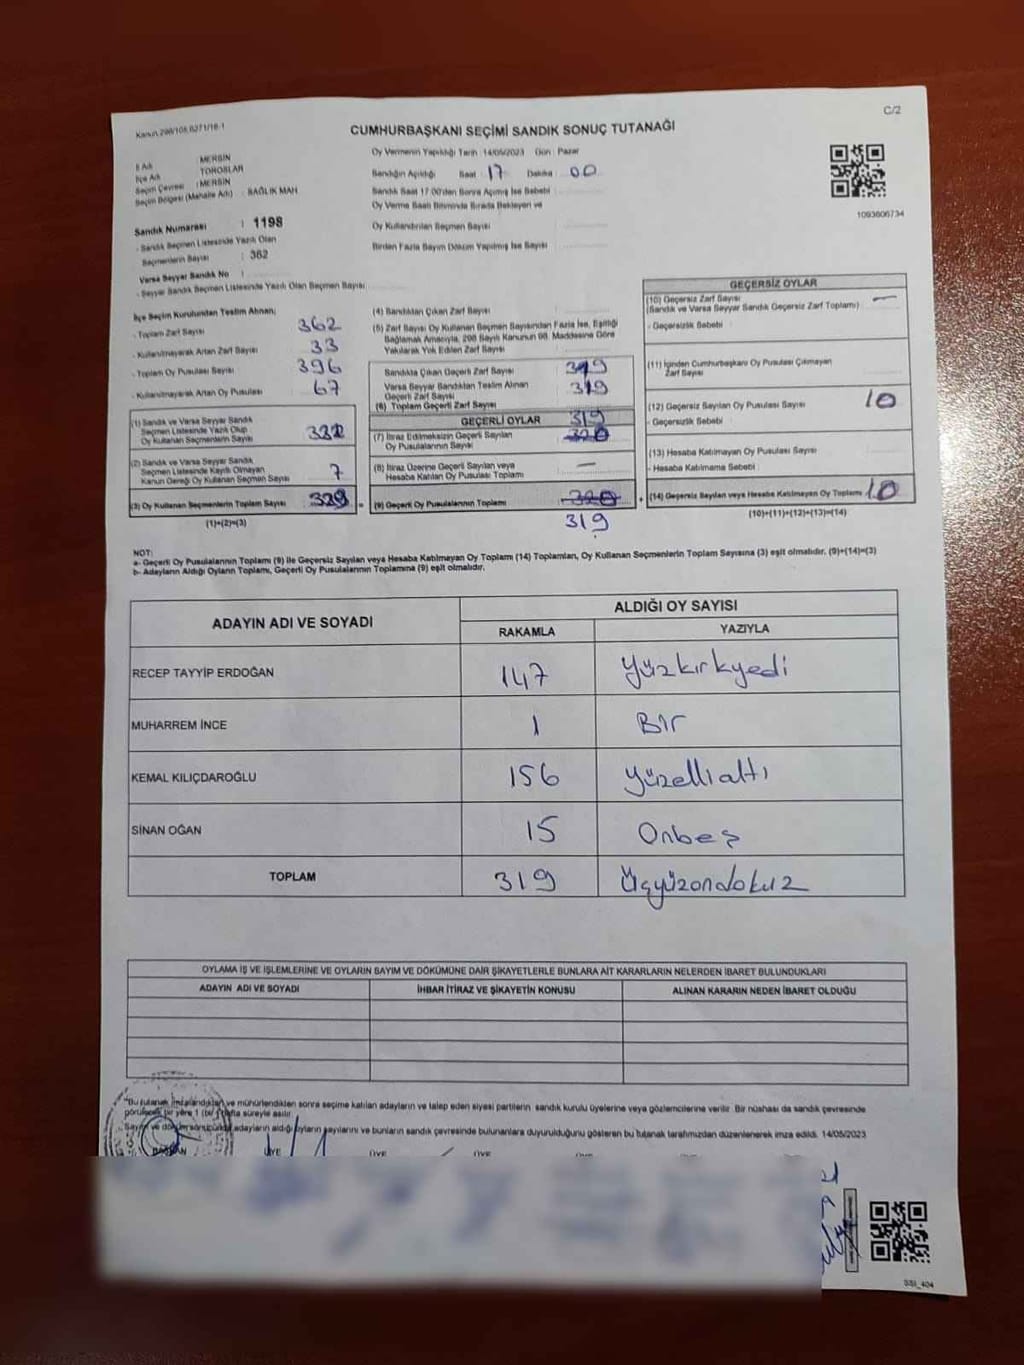 Kanun 298/105,6271/16-1
C/2
CUMHURBAŞKANI SEÇİMİ SANDIK SONUÇ TUTANAĞI
İl Adı : MERSİN
İlçe Adı : TOROSLAR
Seçim Çevresi : MERSİN
Seçim Bölgesi (Mahalle Adı) : SAĞLIK MAH
Sandık Numarası : 1198
- Sandık Seçmen Listesinde Yazılı Olan
Seçmenlerin Sayısı : 362
Varsa Seyyar Sandık No :
- Seyyar Sandık Seçmen Listesinde Yazılı Olan Seçmen Sayısı
Oy Vermenin Yapıldığı Tarih : 14/05/2023 Gün : Pazar
Sandığın Açıldığı Saat : 17 Dakika : 00
Sandık Saat 17.00'den Sonra Açılmış İse Sebebi
Oy Verme Saati Bitiminde Sırada Bekleyen ve
Oy Kullandırılan Seçmen Sayısı
Birden Fazla Sayım Döküm Yapılmış İse Sayısı
1093606734
İlçe Seçim Kurulundan Teslim Alınan;
- Toplam Zarf Sayısı 362
- Kullanılmayarak Artan Zarf Sayısı 33
- Toplam Oy Pusulası Sayısı 396
- Kullanılmayarak Artan Oy Pusulası 67
(1) Sandık ve Varsa Seyyar Sandık
Seçmen Listesinde Yazılı Olup
Oy Kullanan Seçmenlerin Sayısı
(2) Sandık ve Varsa Seyyar Sandık
Seçmen Listesinde Kayıtlı Olmayan
Kanun Gereği Oy Kullanan Seçmen Sayısı 7
(3) Oy Kullanan Seçmenlerin Toplam Sayısı 329
(1)+(2)=(3)
(4) Sandıktan Çıkan Zarf Sayısı
(5) Zarf Sayısı Oy Kullanan Seçmen Sayısından Fazla İse, Eşitliği
Bağlamak Amacıyla, 298 Sayılı Kanunun 98. Maddesine Göre
Yakılarak Yok Edilen Zarf Sayısı
Sandıkta Çıkan Geçerli Zarf Sayısı 319
Varsa Seyyar Sandıktan Teslim Alınan
Geçerli Zarf Sayısı 319
(6) Toplam Geçerli Zarf Sayısı
GEÇERLİ OYLAR 319
(7) İtiraz Edilmeksizin Geçerli Sayılan
Oy Pusulalarının Sayısı 320
(8) İtiraz Üzerine Geçerli Sayılan veya
Hesaba Katılan Oy Pusulası Toplamı —
(9) Geçerli Oy Pusulalarının Toplamı 320
319
GEÇERSİZ OYLAR
(10) Geçersiz Zarf Sayısı —
(Sandık ve Varsa Seyyar Sandık Geçersiz Zarf Toplamı)
- Geçersizlik Sebebi
(11) İçinden Cumhurbaşkanı Oy Pusulası Çıkmayan
Zarf Sayısı
(12) Geçersiz Sayılan Oy Pusulası Sayısı 10
- Geçersizlik Sebebi
(13) Hesaba Katılmayan Oy Pusulası Sayısı
- Hesaba Katılmama Sebebi
(14) Geçersiz Sayılan veya Hesaba Katılmayan Oy Toplamı 10
(10)+(11)+(12)+(13)=(14)
NOT:
a- Geçerli Oy Pusulalarının Toplamı (9) ile Geçersiz Sayılan veya Hesaba Katılmayan Oy Toplamı (14) Toplamları, Oy Kullanan Seçmenlerin Toplam Sayısına (3) eşit olmalıdır. (9)+(14)=(3)
b- Adayların Aldığı Oyların Toplamı, Geçerli Oy Pusulalarının Toplamına (9) eşit olmalıdır.
ADAYIN ADI VE SOYADI
ALDIĞI OY SAYISI
RAKAMLA YAZIYLA
RECEP TAYYİP ERDOĞAN 147 Yüzkırkyedi
MUHARREM İNCE 1 Bir
KEMAL KILIÇDAROĞLU 156 Yüzellialtı
SİNAN OĞAN 15 Onbeş
TOPLAM 319 Üçyüzondokuz
OYLAMA İŞ VE İŞLEMLERİNE VE OYLARIN SAYIM VE DÖKÜMÜNE DAİR ŞİKAYETLERLE BUNLARA AİT KARARLARIN NELERDEN İBARET BULUNDUKLARI
ADAYIN ADI VE SOYADI İHBAR İTİRAZ VE ŞİKAYETİN KONUSU ALINAN KARARIN NEDEN İBARET OLDUĞU
"Bu tutanak imzalandıktan ve mühürlendikten sonra seçime katılan adayların ve talep eden siyasi partilerin sandık kurulu üyelerine veya gözlemcilerine verilir. Bir nüshası da sandık çevresinde
görülecek bir yere 1 (bir) hafta süreyle asılır.
Sayım ve döküm sonucunda adayların aldığı oyların sayılarını ve bunların sandık çevresinde bulunanlara duyurulduğunu gösteren bu tutanak tarafımızdan düzenlenerek imza edildi. 14/05/2023
BAŞKAN ÜYE ÜYE ÜYE ÜYE
SSI_404